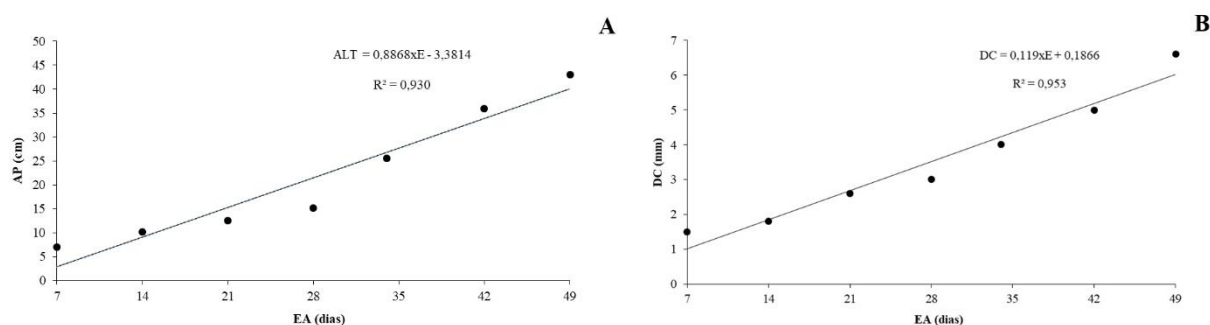 A
ALT = 0,8868xE - 3,3814
R² = 0,930
AP (cm)
50
45
40
35
30
25
20
15
10
5
0
7 14 21 28 35 42 49
EA (dias)
B
DC = 0,119xE + 0,1866
R² = 0,953
DC (mm)
7
6
5
4
3
2
1
0
7 14 21 28 35 42 49
EA (dias)